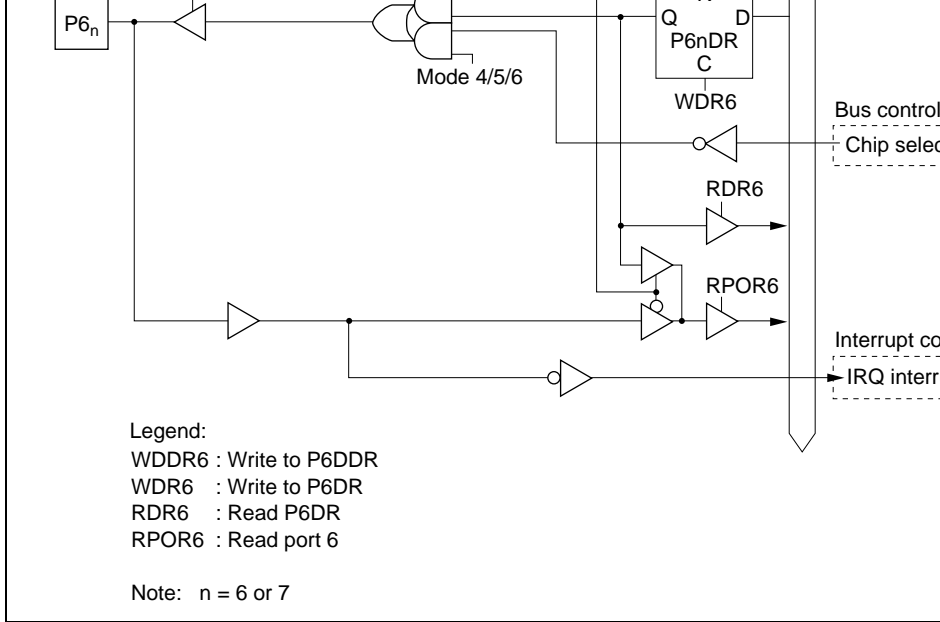 P6n
Q D
P6nDR
C
Mode 4/5/6
WDR6
Bus control
Chip selec
RDR6
RPOR6
Interrupt co
IRQ interr
Legend:
WDDR6 : Write to P6DDR
WDR6 : Write to P6DR
RDR6 : Read P6DR
RPOR6 : Read port 6
Note: n = 6 or 7